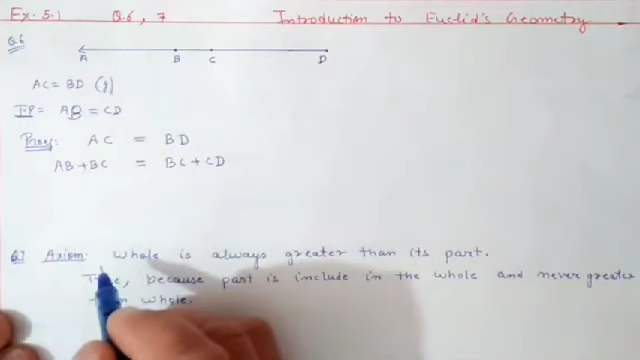 Ex. 5.1 Q.6, 7 Introduction to Euclid's Geometry
Q.6
A B C D
AC = BD (g)
T.P = AB = CD
Proof: AC = BD
AB + BC = BC + CD
Q7 Axiom: Whole is always greater than its part.
because part is include in the whole and never greater
whole.